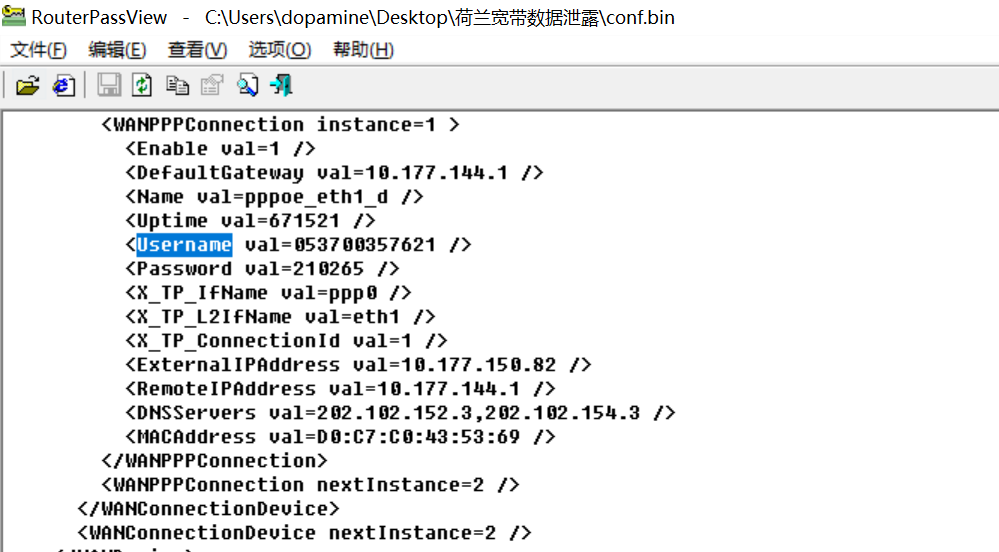 RouterPassView - C:\Users\dopamine\Desktop\荷兰宽带数据泄露\conf.bin
文件(F) 编辑(E) 查看(V) 选项(O) 帮助(H)
<WANPPPConnection instance=1 >
<Enable val=1 />
<DefaultGateway val=10.177.144.1 />
<Name val=pppoe_eth1_d />
<Uptime val=671521 />
<Username val=053700357621 />
<Password val=210265 />
<X_TP_IfName val=ppp0 />
<X_TP_L2IfName val=eth1 />
<X_TP_ConnectionId val=1 />
<ExternalIPAddress val=10.177.150.82 />
<RemoteIPAddress val=10.177.144.1 />
<DNSServers val=202.102.152.3,202.102.154.3 />
<MACAddress val=D0:C7:C0:43:53:69 />
</WANPPPConnection>
<WANPPPConnection nextInstance=2 />
</WANConnectionDevice>
<WANConnectionDevice nextInstance=2 />